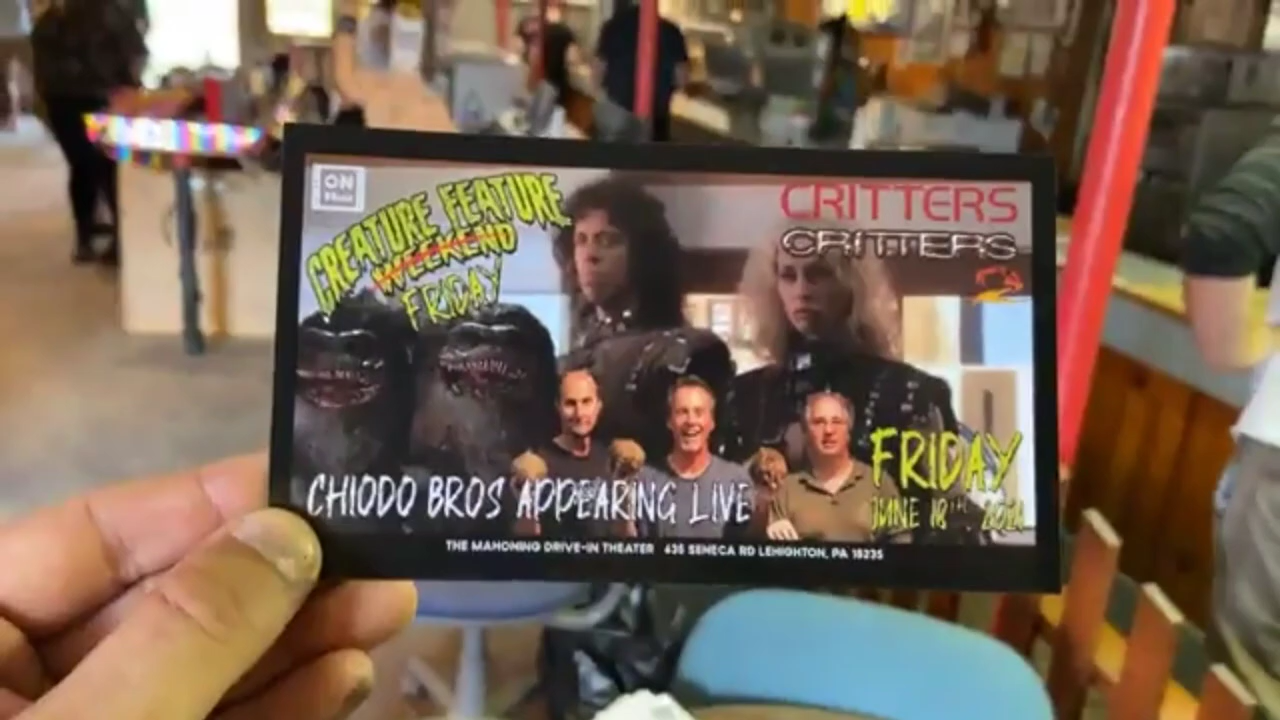 ON
CREATURE FEATURE
WEEKEND
FRIDAY
CRITTERS
CRITTERS
2
CHIODO BROS APPEARING LIVE
FRIDAY
JUNE 18TH, 2021
THE MAHONING DRIVE-IN THEATER 635 SENECA RD LEHIGHTON, PA 18235